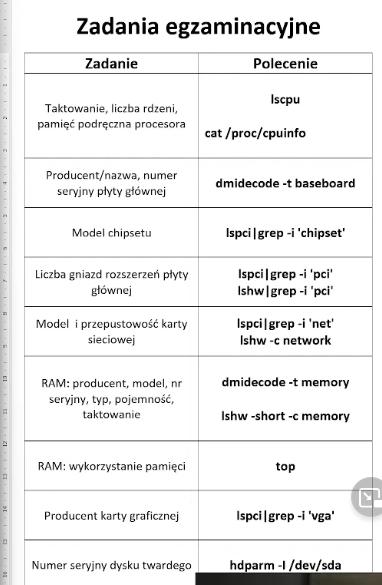 Zadania egzaminacyjne
Zadanie
Polecenie
Taktowanie, liczba rdzeni,
pamięć podręczna procesora
lscpu
cat /proc/cpuinfo
Producent/nazwa, numer
seryjny płyty głównej
dmidecode -t baseboard
Model chipsetu
lspci|grep -i 'chipset'
Liczba gniazd rozszerzeń płyty
głównej
lspci|grep -i 'pci'
lshw|grep -i 'pci'
Model i przepustowość karty
sieciowej
lspci|grep -i 'net'
lshw -c network
RAM: producent, model, nr
seryjny, typ, pojemność,
taktowanie
dmidecode -t memory
lshw -short -c memory
RAM: wykorzystanie pamięci
top
Producent karty graficznej
lspci|grep -i 'vga'
Numer seryjny dysku twardego
hdparm -I /dev/sda